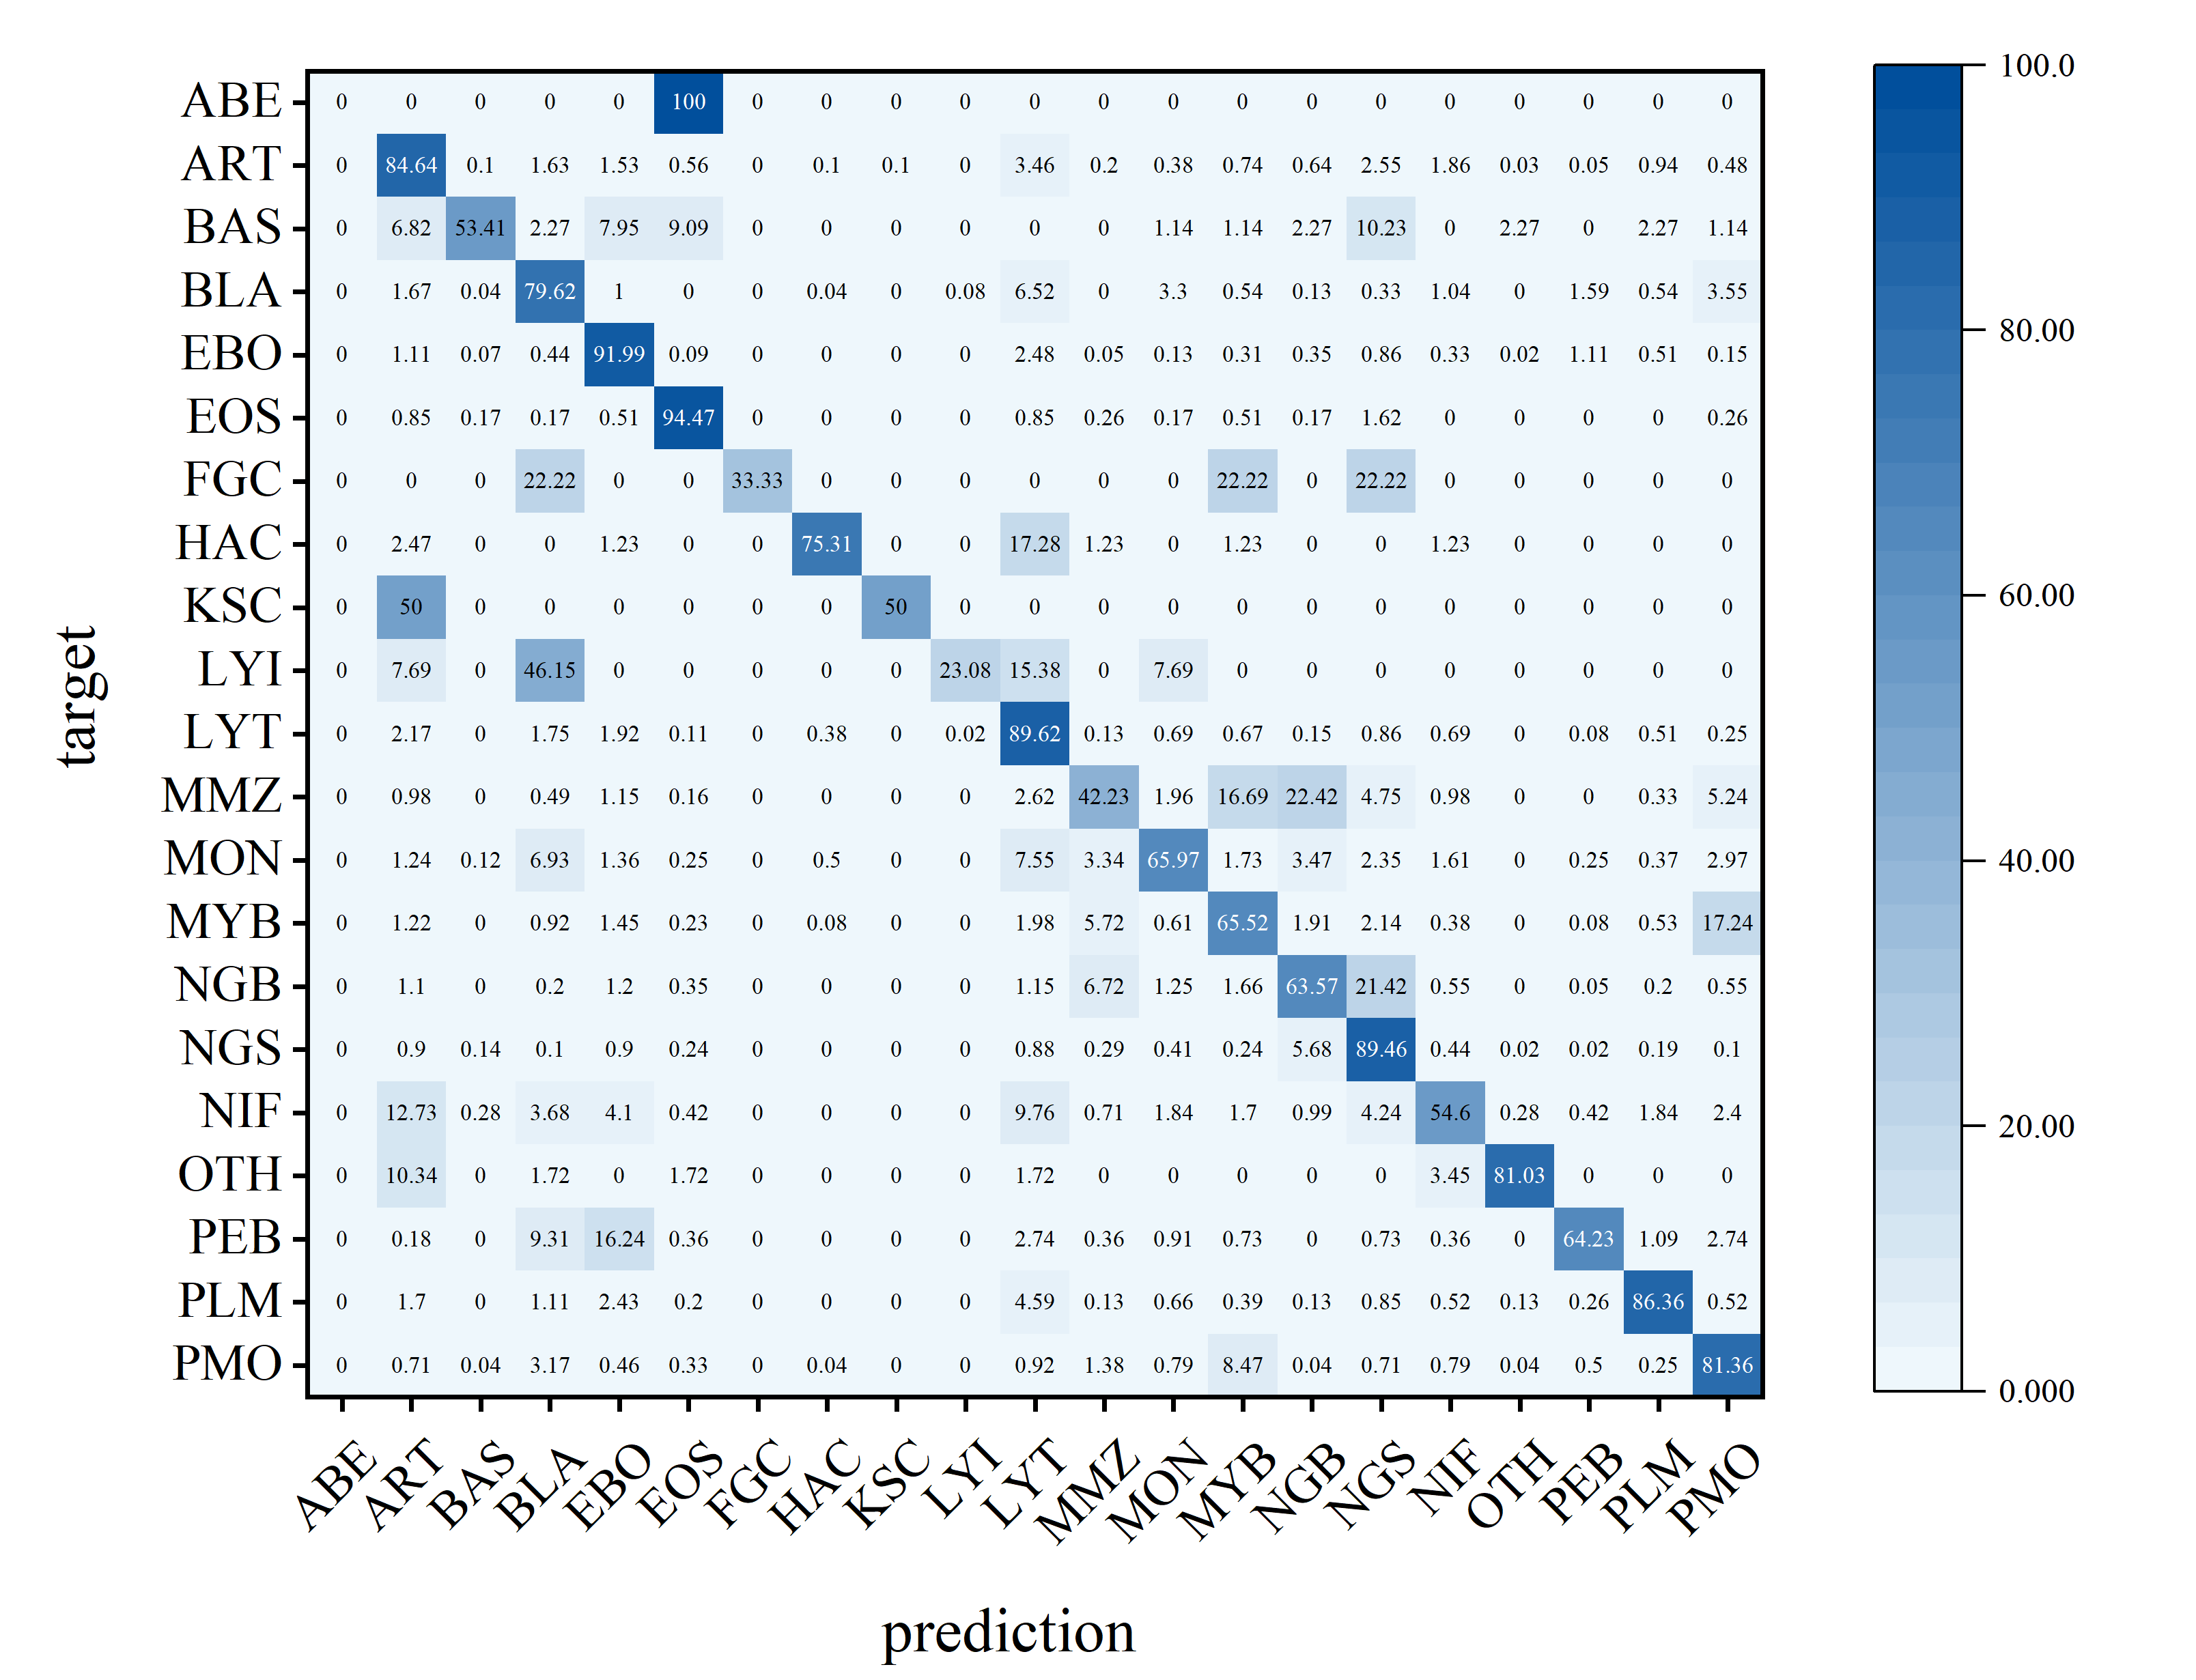 ABE 0 0 0 0 0 100 0 0 0 0 0 0 0 0 0 0 0 0 0 0 0
ART 0 84.64 0.1 1.63 1.53 0.56 0 0.1 0.1 0 3.46 0.2 0.38 0.74 0.64 2.55 1.86 0.03 0.05 0.94 0.48
BAS 0 6.82 53.41 2.27 7.95 9.09 0 0 0 0 0 0 1.14 1.14 2.27 10.23 0 2.27 0 2.27 1.14
BLA 0 1.67 0.04 79.62 1 0 0 0.04 0 0.08 6.52 0 3.3 0.54 0.13 0.33 1.04 0 1.59 0.54 3.55
EBO 0 1.11 0.07 0.44 91.99 0.09 0 0 0 0 2.48 0.05 0.13 0.31 0.35 0.86 0.33 0.02 1.11 0.51 0.15
EOS 0 0.85 0.17 0.17 0.51 94.47 0 0 0 0 0.85 0.26 0.17 0.51 0.17 1.62 0 0 0 0 0.26
FGC 0 0 0 22.22 0 0 33.33 0 0 0 0 0 0 22.22 0 22.22 0 0 0 0 0
HAC 0 2.47 0 0 1.23 0 0 75.31 0 0 17.28 1.23 0 1.23 0 0 1.23 0 0 0 0
KSC 0 50 0 0 0 0 0 0 50 0 0 0 0 0 0 0 0 0 0 0 0
LYI 0 7.69 0 46.15 0 0 0 0 0 23.08 15.38 0 7.69 0 0 0 0 0 0 0 0
LYT 0 2.17 0 1.75 1.92 0.11 0 0.38 0 0.02 89.62 0.13 0.69 0.67 0.15 0.86 0.69 0 0.08 0.51 0.25
MMZ 0 0.98 0 0.49 1.15 0.16 0 0 0 0 2.62 42.23 1.96 16.69 22.42 4.75 0.98 0 0 0.33 5.24
MON 0 1.24 0.12 6.93 1.36 0.25 0 0.5 0 0 7.55 3.34 65.97 1.73 3.47 2.35 1.61 0 0.25 0.37 2.97
MYB 0 1.22 0 0.92 1.45 0.23 0 0.08 0 0 1.98 5.72 0.61 65.52 1.91 2.14 0.38 0 0.08 0.53 17.24
NGB 0 1.1 0 0.2 1.2 0.35 0 0 0 0 1.15 6.72 1.25 1.66 63.57 21.42 0.55 0 0.05 0.2 0.55
NGS 0 0.9 0.14 0.1 0.9 0.24 0 0 0 0 0.88 0.29 0.41 0.24 5.68 89.46 0.44 0.02 0.02 0.19 0.1
NIF 0 12.73 0.28 3.68 4.1 0.42 0 0 0 0 9.76 0.71 1.84 1.7 0.99 4.24 54.6 0.28 0.42 1.84 2.4
OTH 0 10.34 0 1.72 0 1.72 0 0 0 0 1.72 0 0 0 0 0 3.45 81.03 0 0 0
PEB 0 0.18 0 9.31 16.24 0.36 0 0 0 0 2.74 0.36 0.91 0.73 0 0.73 0.36 0 64.23 1.09 2.74
PLM 0 1.7 0 1.11 2.43 0.2 0 0 0 0 4.59 0.13 0.66 0.39 0.13 0.85 0.52 0.13 0.26 86.36 0.52
PMO 0 0.71 0.04 3.17 0.46 0.33 0 0.04 0 0 0.92 1.38 0.79 8.47 0.04 0.71 0.79 0.04 0.5 0.25 81.36
ABE ART BAS BLA EBO EOS FGC HAC KSC LYI LYT MMZ MON MYB NGB NGS NIF OTH PEB PLM PMO
prediction
target
100.0
80.00
60.00
40.00
20.00
0.000